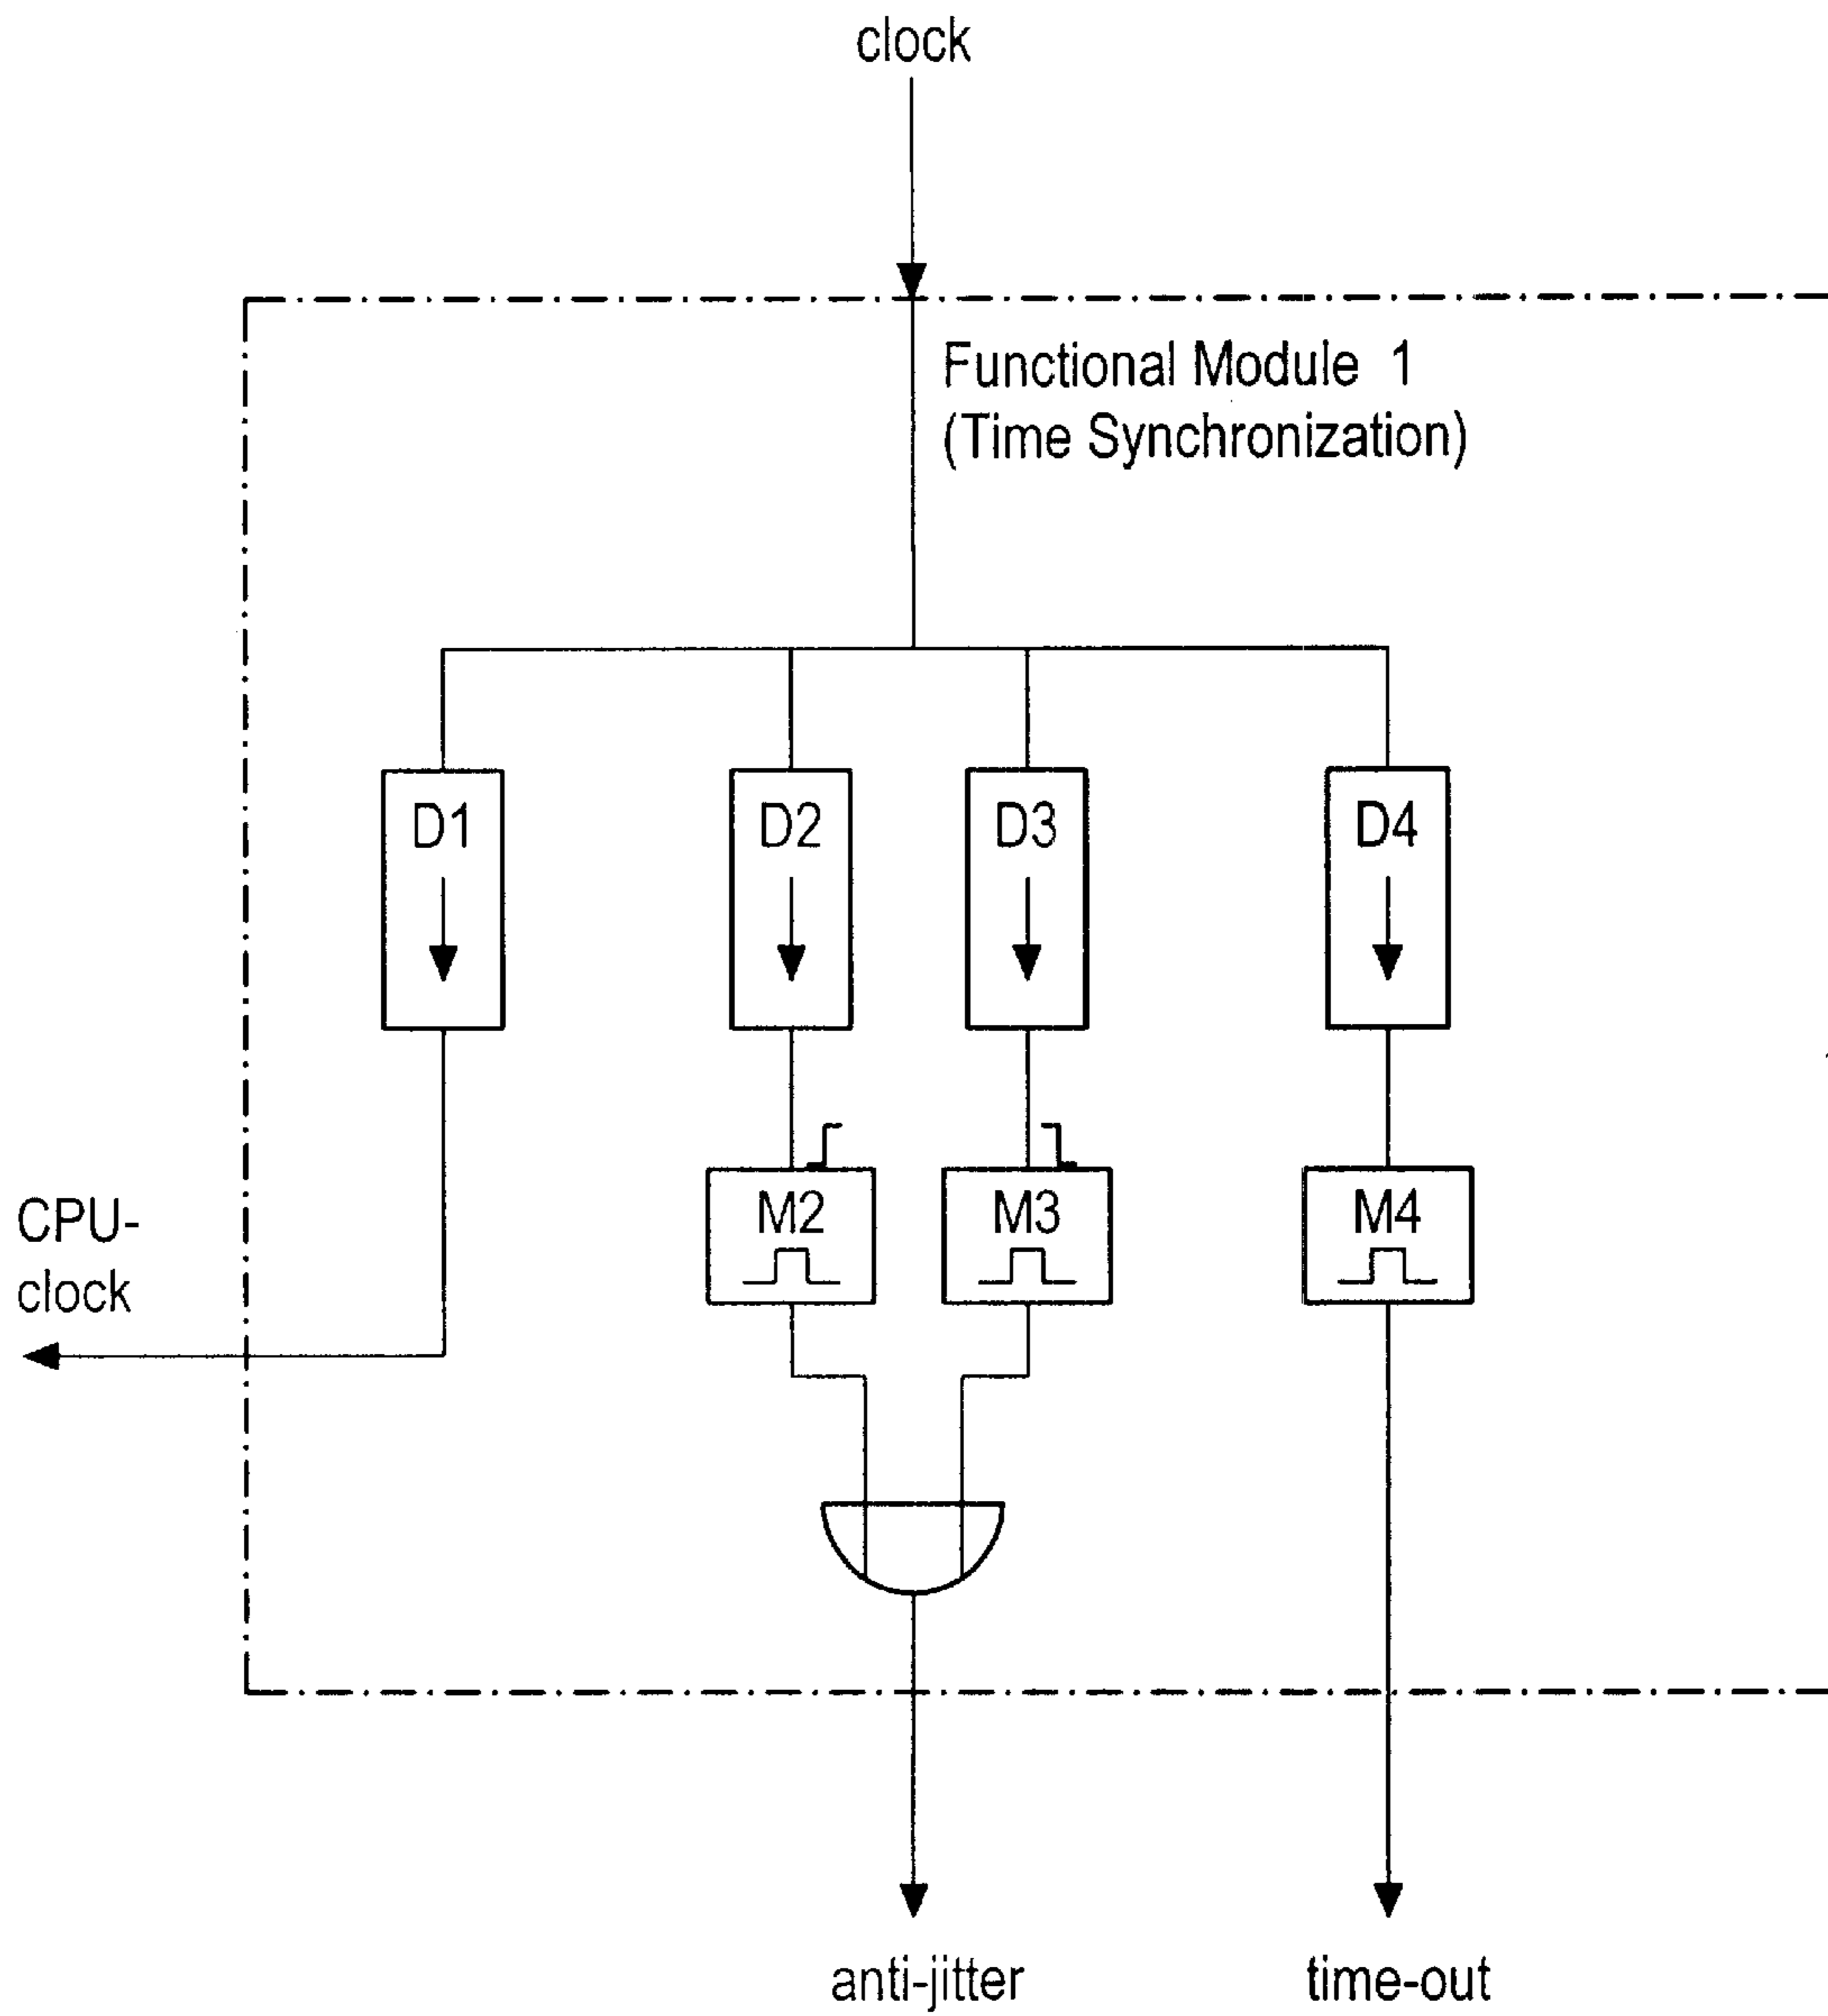 clock
Functional Module 1
(Time Synchronization)
D1
D2
D3
D4
M2
M3
M4
CPU-
clock
anti-jitter
time-out